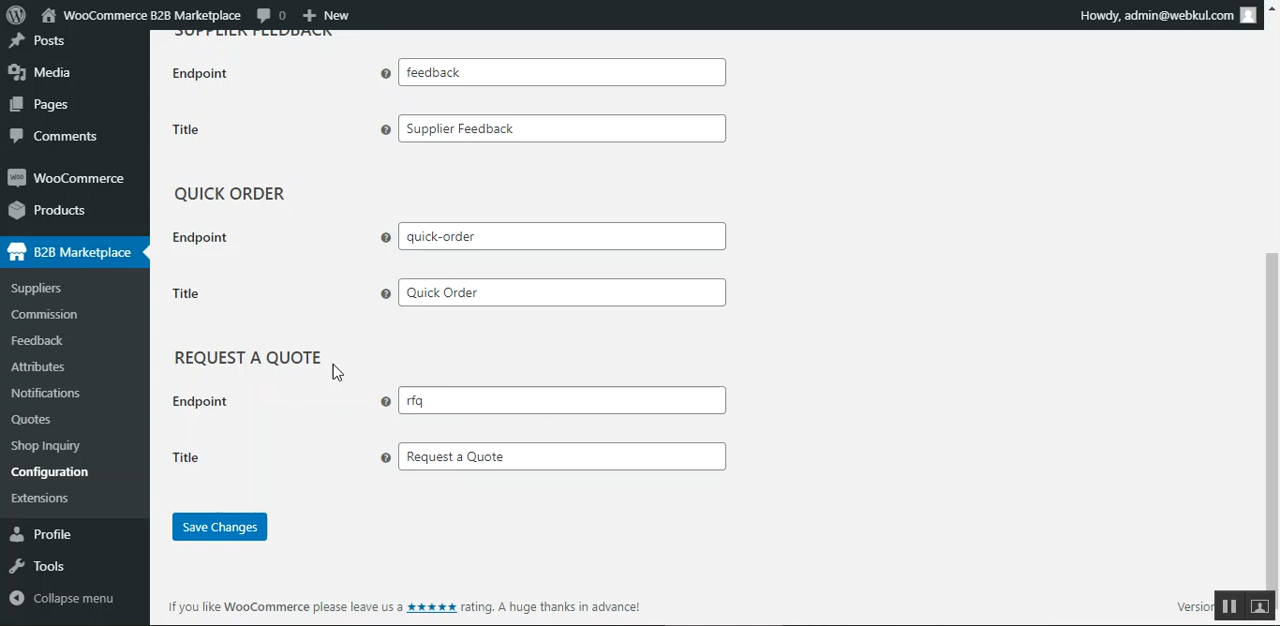 WooCommerce B2B Marketplace 0 New Howdy, admin@webkul.com
Posts
Media
Pages
Comments
WooCommerce
Products
B2B Marketplace
Suppliers
Commission
Feedback
Attributes
Notifications
Quotes
Shop Inquiry
Configuration
Extensions
Profile
Tools
Collapse menu
SUPPLIER FEEDBACK
Endpoint feedback
Title Supplier Feedback
QUICK ORDER
Endpoint quick-order
Title Quick Order
REQUEST A QUOTE
Endpoint rfq
Title Request a Quote
Save Changes
If you like WooCommerce please leave us a ★★★★★ rating. A huge thanks in advance!